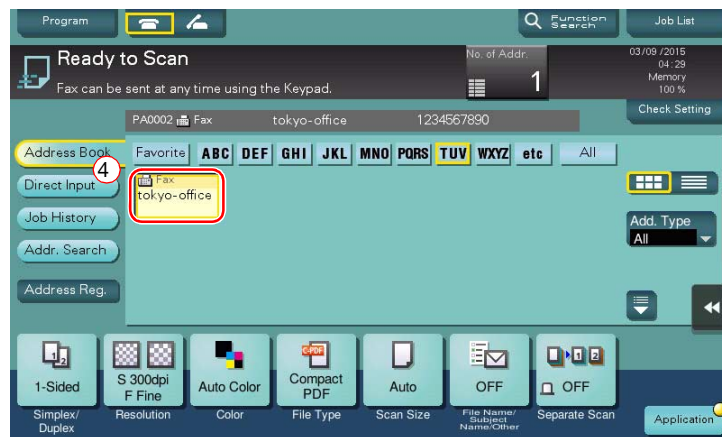 Program
Function
Search
Job List
Ready to Scan
Fax can be sent at any time using the Keypad.
No. of Addr.
1
03/09 /2015
04:29
Memory
100 %
Check Setting
PA0002 Fax tokyo-office 1234567890
Address Book
Favorite ABC DEF GHI JKL MNO PQRS TUV WXYZ etc All
4
Direct Input
Job History
Addr. Search
Address Reg.
Fax
tokyo-office
Add. Type
All
1-Sided
Simplex/
Duplex
S 300dpi
F Fine
Resolution
Auto Color
Color
C-PDF
Compact
PDF
File Type
Auto
Scan Size
OFF
File Name/
Subject
Name/Other
1 2
OFF
Separate Scan
Application